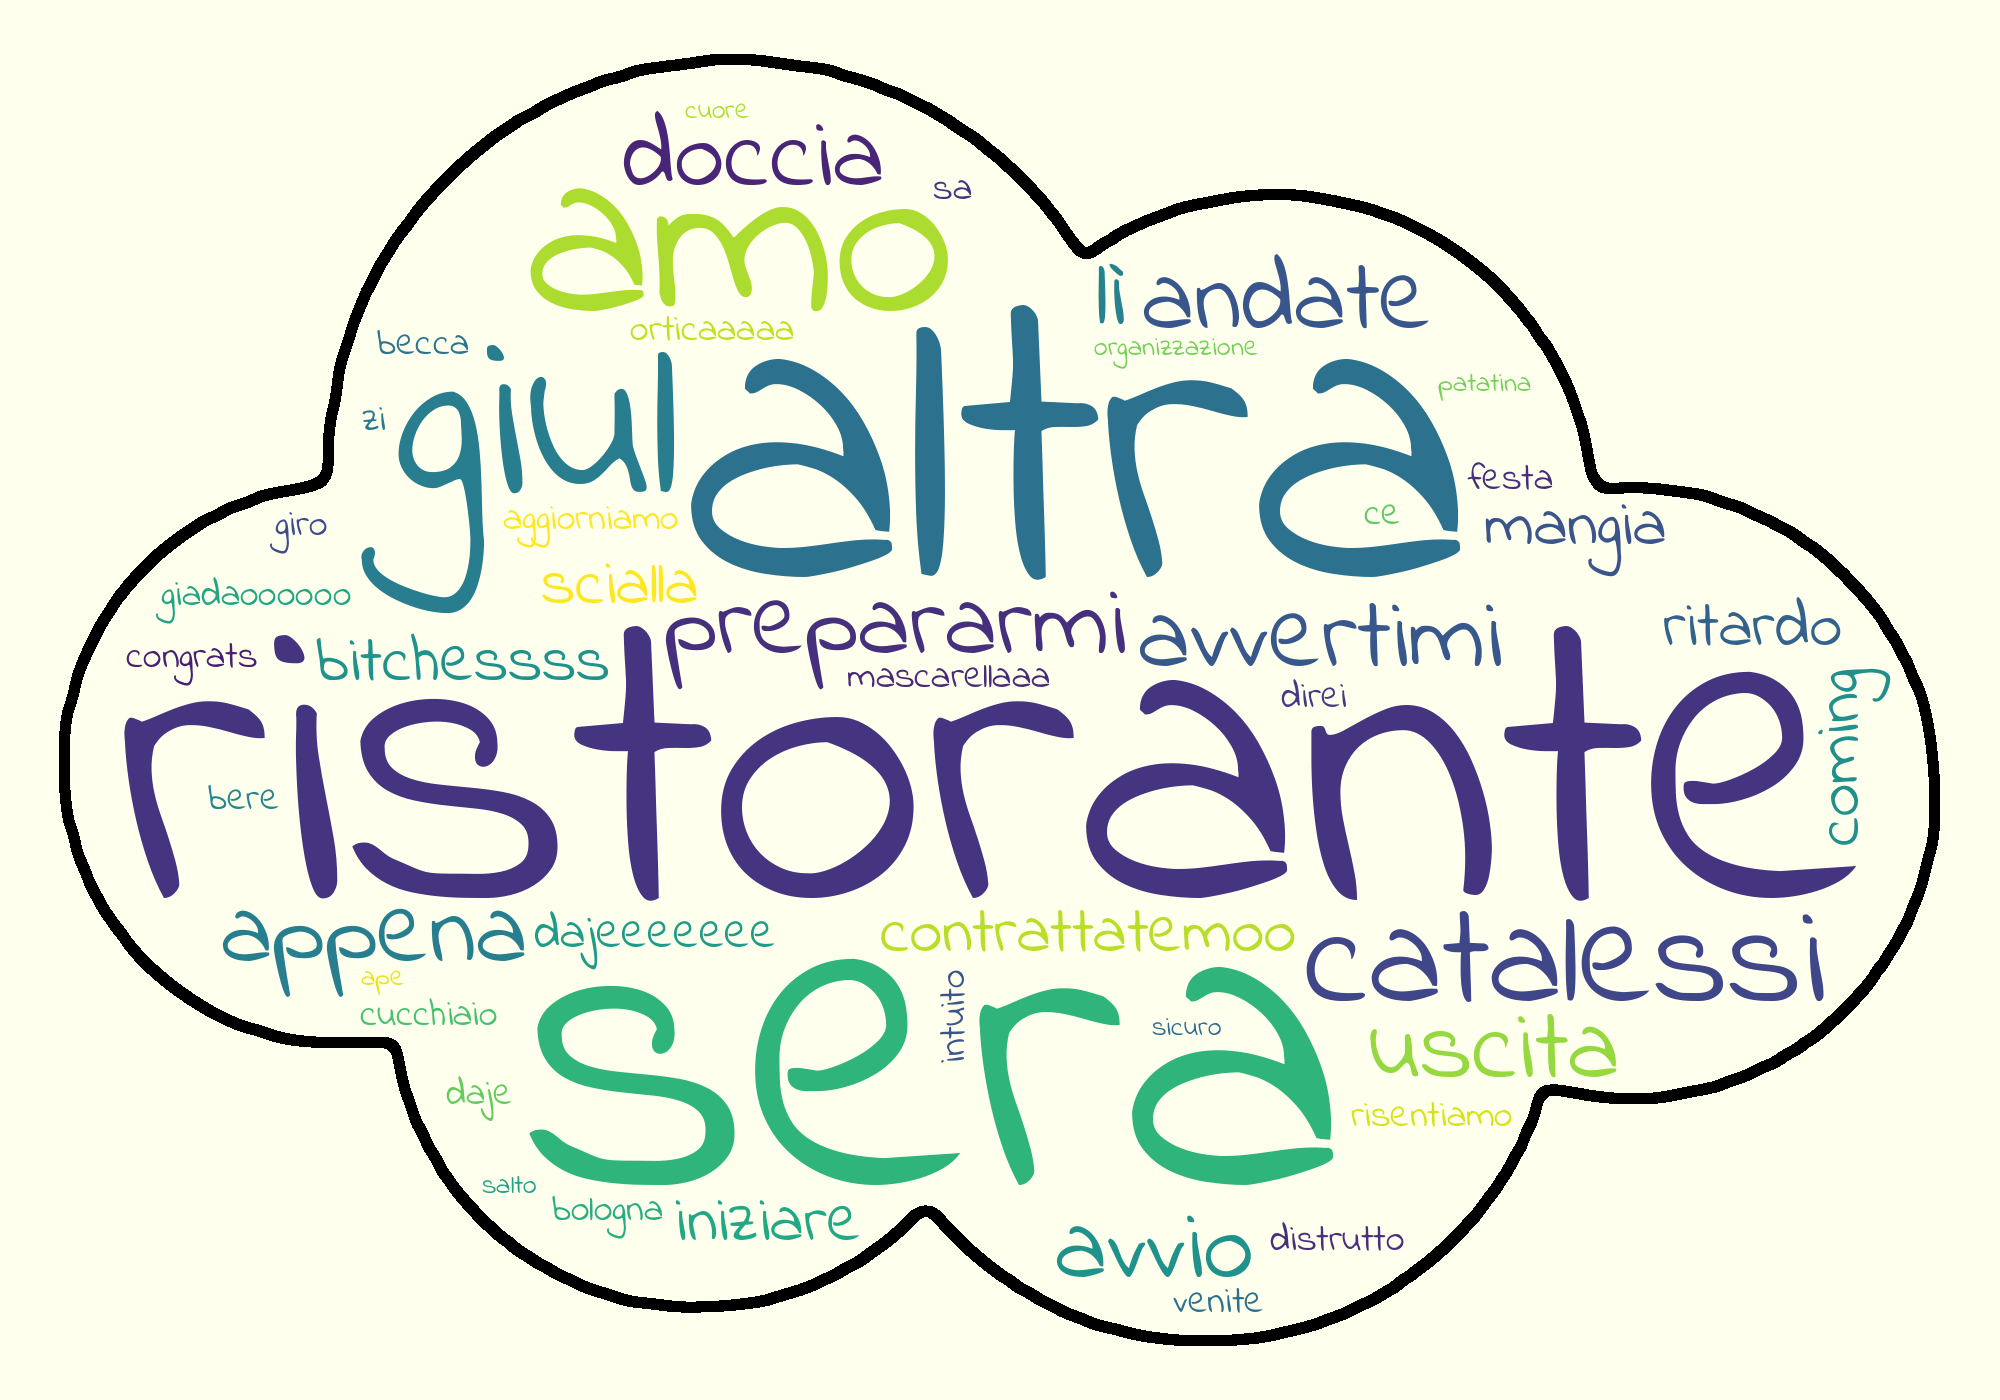 cuore
doccia
sa
amo
lì andate
orticaaaaa
becca
organizzazione
giul altra
patatina
zi
festa
ce
giro
aggiorniamo
mangia
scialla
giadaoooooo
prepararmi
avvertimi
ritardo
congrats
bitchessss
mascarellaaa
direi
coming
ristorante
bere
appena
dajeeeeeee
contrattatemoo
catalessi
ape
cucchiaio
sera
intuito
sicuro
uscita
daje
risentiamo
salto
bologna
iniziare
avvio
distrutto
venite